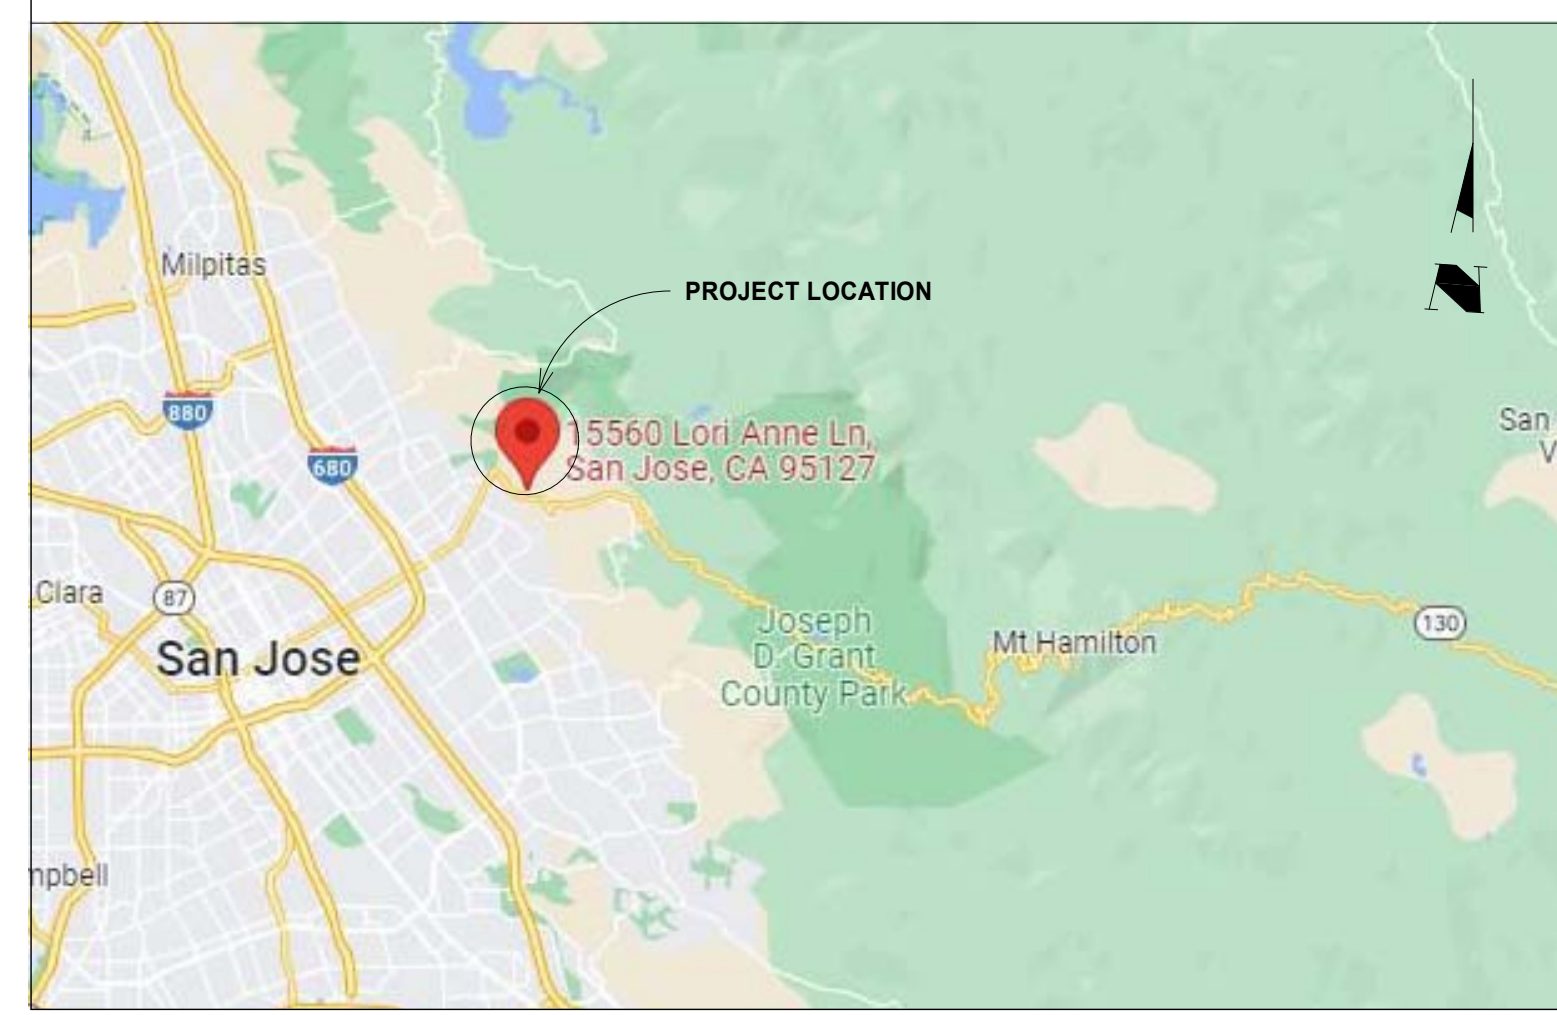 Milpitas
PROJECT LOCATION
N
880
15560 Lori Anne Ln,
San Jose, CA 95127
680
San
V
Clara
87
San Jose
Joseph
D. Grant
County Park
Mt Hamilton
130
mpbell